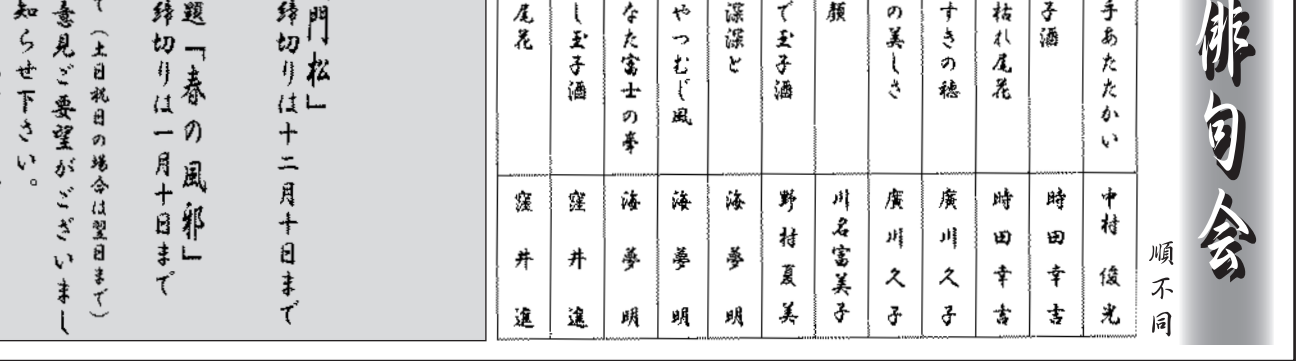 俳句会
順不同
手あたたかい
中村俊光
子酒
時田幸吉
枯れ尾花
時田幸吉
すきの穂
廣川久子
の美しさ
廣川久子
顔
川名富美子
で玉子酒
野村夏美
深深と
海夢明
やつむじ風
海夢明
なた富士の峯
海夢明
し玉子酒
窪井進
尾花
窪井進
門松」
締切りは十二月十日まで
題「春の風邪」
締切りは一月十日まで
て(土日祝日の場合は翌日まで)
意見ご要望がございまし
知らせ下さい。